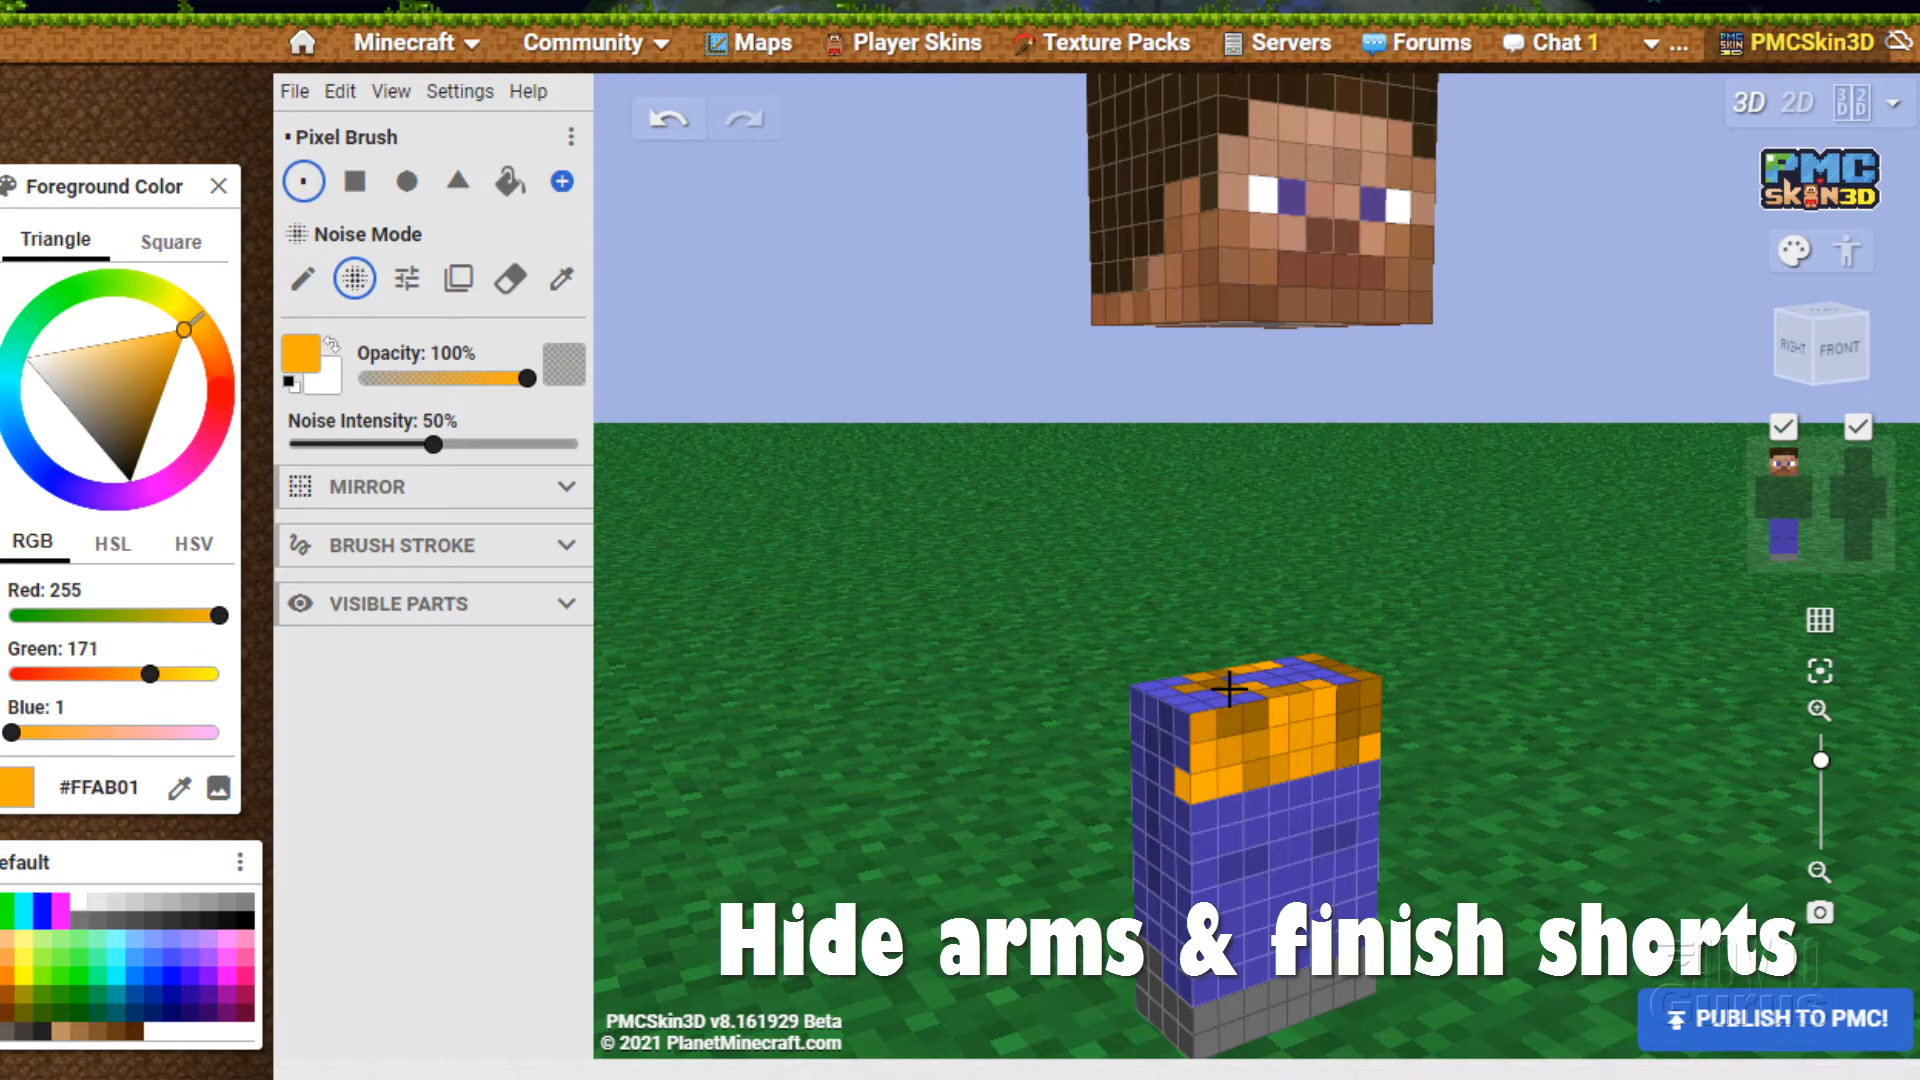 Minecraft Community Maps Player Skins Texture Packs Servers Forums Chat 1 ... PMCSkin3D
File Edit View Settings Help
Pixel Brush
Noise Mode
Opacity: 100%
Noise Intensity: 50%
MIRROR
BRUSH STROKE
VISIBLE PARTS
Foreground Color
Triangle Square
RGB HSL HSV
Red: 255
Green: 171
Blue: 1
#FFAB01
efault
3D 2D 3D 2D
PMC
SKIN3D
RIGHT FRONT
Hide arms & finish shorts
PMCSkin3D v8.161929 Beta
© 2021 PlanetMinecraft.com
Gurus
PUBLISH TO PMC!